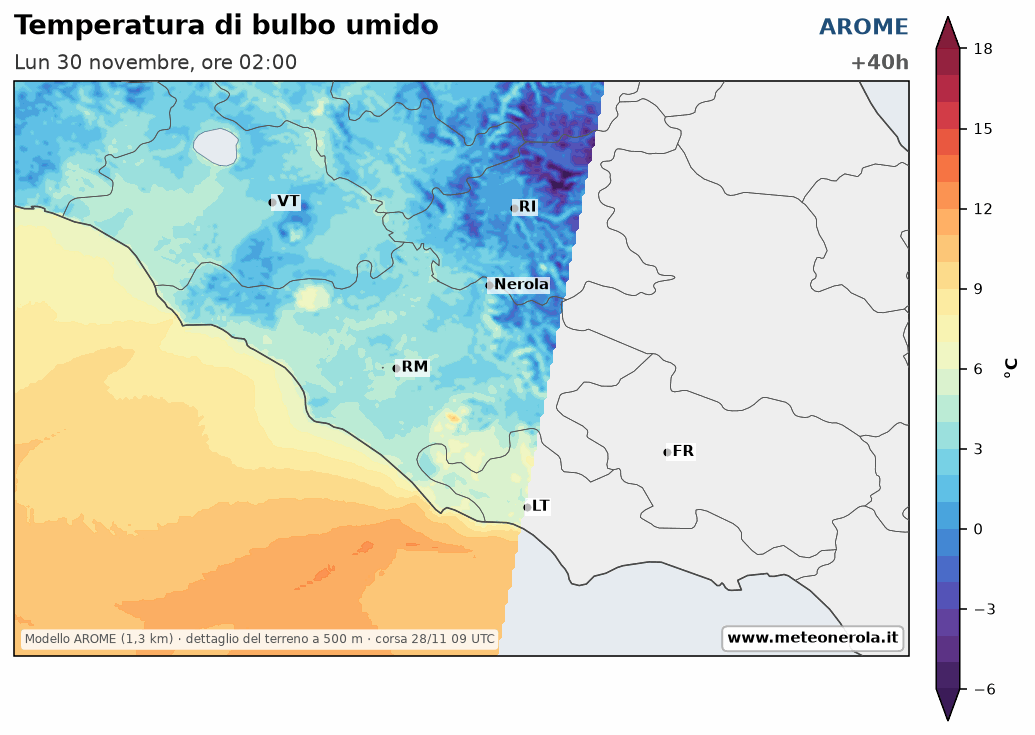 Temperatura di bulbo umido
AROME
Lun 30 novembre, ore 02:00
+40h
VT
RI
Nerola
RM
FR
LT
Modello AROME (1,3 km) · dettaglio del terreno a 500 m · corsa 28/11 09 UTC
www.meteonerola.it
18
15
12
9
6
3
0
−3
−6
°C